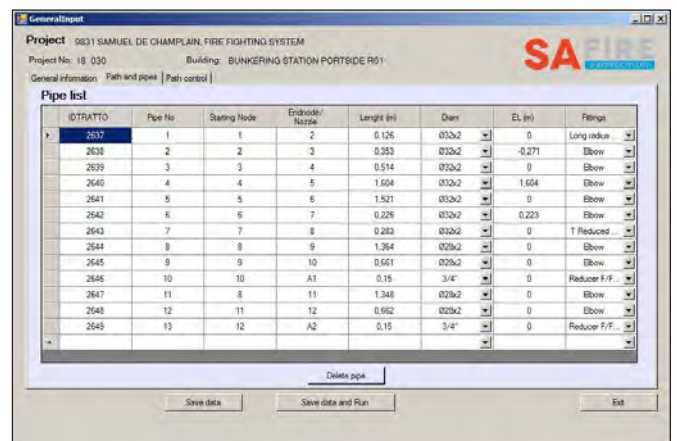 GeneralInput
Project 9831 SAMUEL DE CHAMPLAIN, FIRE FIGHTING SYSTEM
SAFIRE
Project No: 18 030 Building: BUNKERING STATION PORTSIDE R01
General information Path and pipes Path control
Pipe list
IDTRATTO Pipe No Starting Node Endnode/ Nozzle Lenght (m) Diam EL (m) Fittings
2637 1 1 2 0,126 Ø32x2 0 Long radius ...
2638 2 2 3 0,353 Ø32x2 -0,271 Elbow
2639 3 3 4 0,514 Ø32x2 0 Elbow
2640 4 4 5 1,604 Ø32x2 1,604 Elbow
2641 5 5 6 1,521 Ø32x2 0 Elbow
2642 6 6 7 0,226 Ø32x2 0,223 Elbow
2643 7 7 8 0,283 Ø32x2 0 T Reduced ...
2644 8 8 9 1,364 Ø28x2 0 Elbow
2645 9 9 10 0,661 Ø28x2 0 Elbow
2646 10 10 A1 0,15 3/4" 0 Reducer F/F...
2647 11 8 11 1,348 Ø28x2 0 Elbow
2648 12 11 12 0,662 Ø28x2 0 Elbow
2649 13 12 A2 0,15 3/4" 0 Reducer F/F...
Delete pipe
Save data Save data and Run Exit